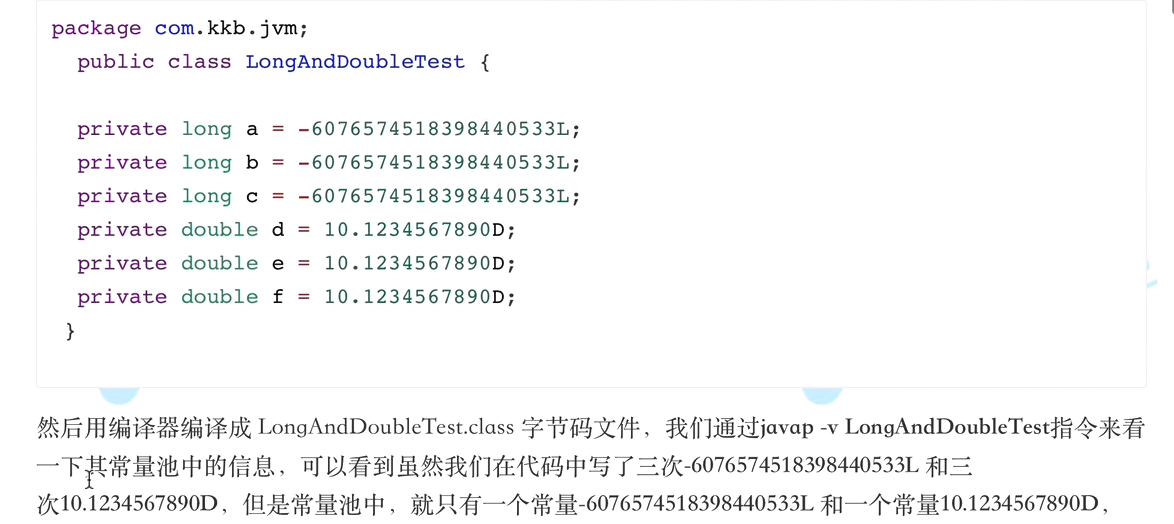 package com.kkb.jvm;
public class LongAndDoubleTest {
private long a = -6076574518398440533L;
private long b = -6076574518398440533L;
private long c = -6076574518398440533L;
private double d = 10.1234567890D;
private double e = 10.1234567890D;
private double f = 10.1234567890D;
}
然后用编译器编译成 LongAndDoubleTest.class 字节码文件，我们通过javap -v LongAndDoubleTest指令来看
一下其常量池中的信息，可以看到虽然我们在代码中写了三次-6076574518398440533L 和三
次10.1234567890D，但是常量池中，就只有一个常量-6076574518398440533L 和一个常量10.1234567890D，